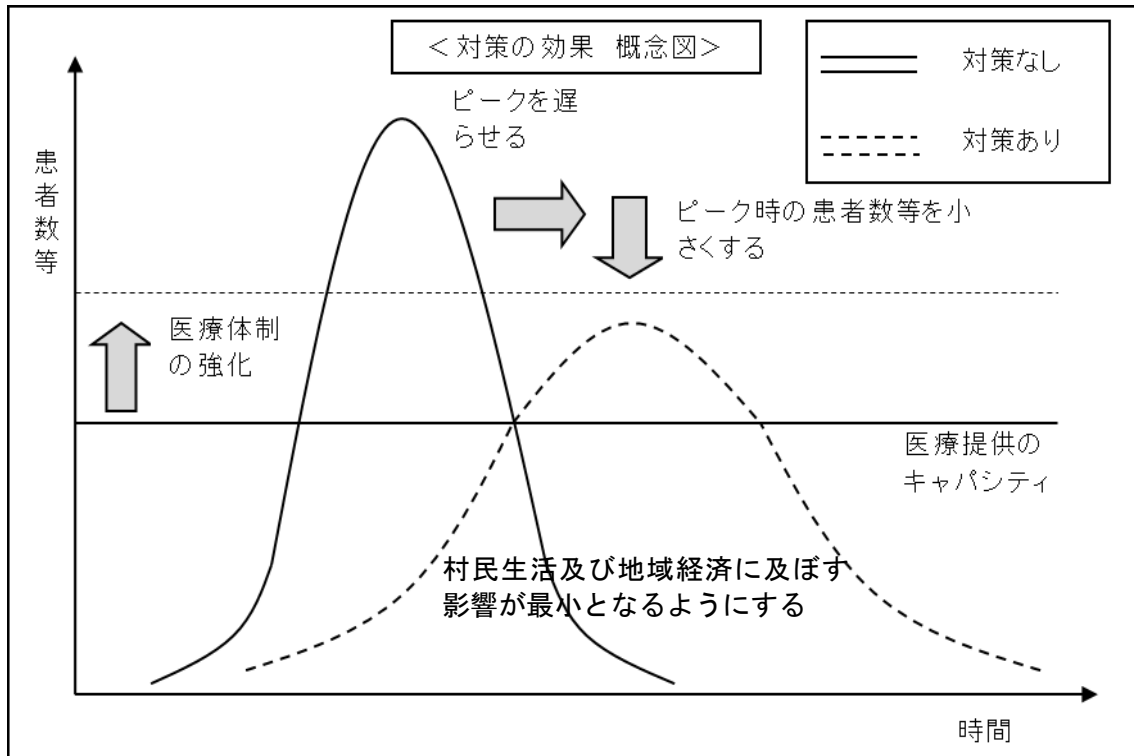 <対策の効果 概念図>
対策なし
対策あり
ピークを遅
らせる
患者数等
ピーク時の患者数等を小
さくする
医療体制
の強化
医療提供の
キャパシティ
村民生活及び地域経済に及ぼす
影響が最小となるようにする
時間